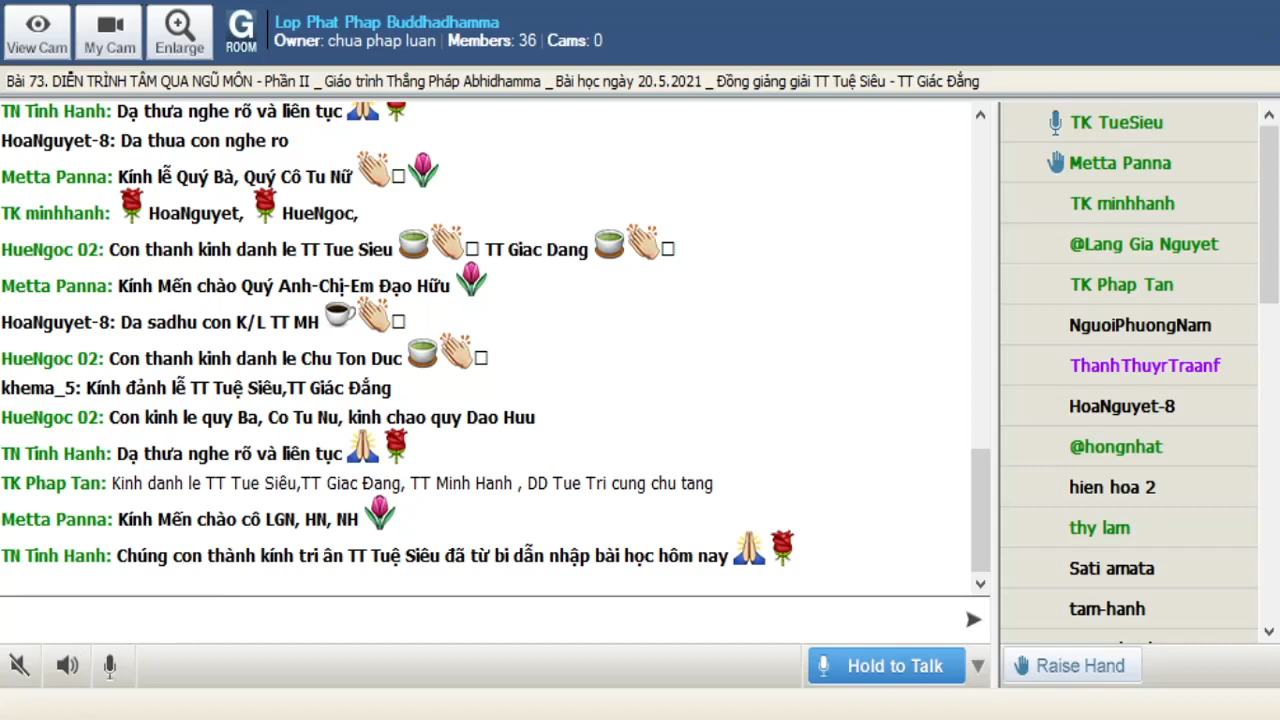 View Cam
My Cam
Enlarge
G
ROOM
Lop Phat Phap Buddhadhamma
Owner: chua phap luan | Members: 36 | Cams: 0
Bài 73. DIỄN TRÌNH TÂM QUA NGŨ MÔN - Phần II _ Giáo trình Thắng Pháp Abhidhamma _ Bài học ngày 20.5.2021 _ Đồng giảng giải TT Tuệ Siêu - TT Giác Đẳng
TN Tinh Hanh: Dạ thưa nghe rõ và liên tục
HoaNguyet-8: Da thua con nghe ro
Metta Panna: Kính lễ Quý Bà, Quý Cô Tu Nữ
TK minhhanh: HoaNguyet, HueNgoc,
HueNgoc 02: Con thanh kinh danh le TT Tue Sieu TT Giac Dang
Metta Panna: Kính Mến chào Quý Anh-Chị-Em Đạo Hữu
HoaNguyet-8: Da sadhu con K/L TT MH
HueNgoc 02: Con thanh kinh danh le Chu Ton Duc
khema_5: Kính đảnh lễ TT Tuệ Siêu,TT Giác Đẳng
HueNgoc 02: Con kinh le quy Ba, Co Tu Nu, kinh chao quy Dao Huu
TN Tinh Hanh: Dạ thưa nghe rõ và liên tục
TK Phap Tan: Kinh danh le TT Tue Siêu,TT Giac Đang, TT Minh Hanh , DD Tue Tri cung chu tang
Metta Panna: Kính Mến chào cô LGN, HN, NH
TN Tinh Hanh: Chúng con thành kính tri ân TT Tuệ Siêu đã từ bi dẫn nhập bài học hôm nay
TK TueSieu
Metta Panna
TK minhhanh
@Lang Gia Nguyet
TK Phap Tan
NguoiPhuongNam
ThanhThuyrTraanf
HoaNguyet-8
@hongnhat
hien hoa 2
thy lam
Sati amata
tam-hanh
Hold to Talk
Raise Hand